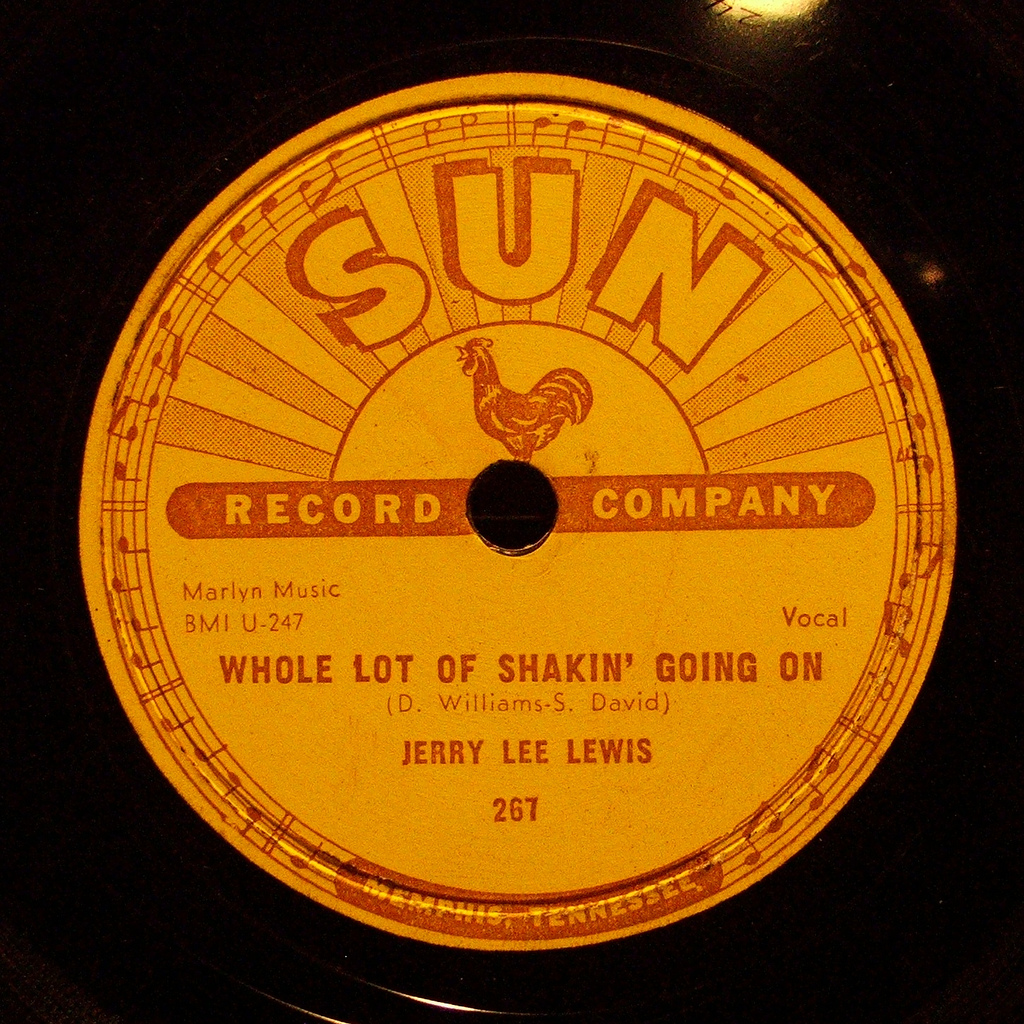 SUN
RECORD COMPANY
Marlyn Music
BMI U-247
Vocal
WHOLE LOT OF SHAKIN' GOING ON
(D. Williams-S. David)
JERRY LEE LEWIS
267
MEMPHIS, TENNESSEE